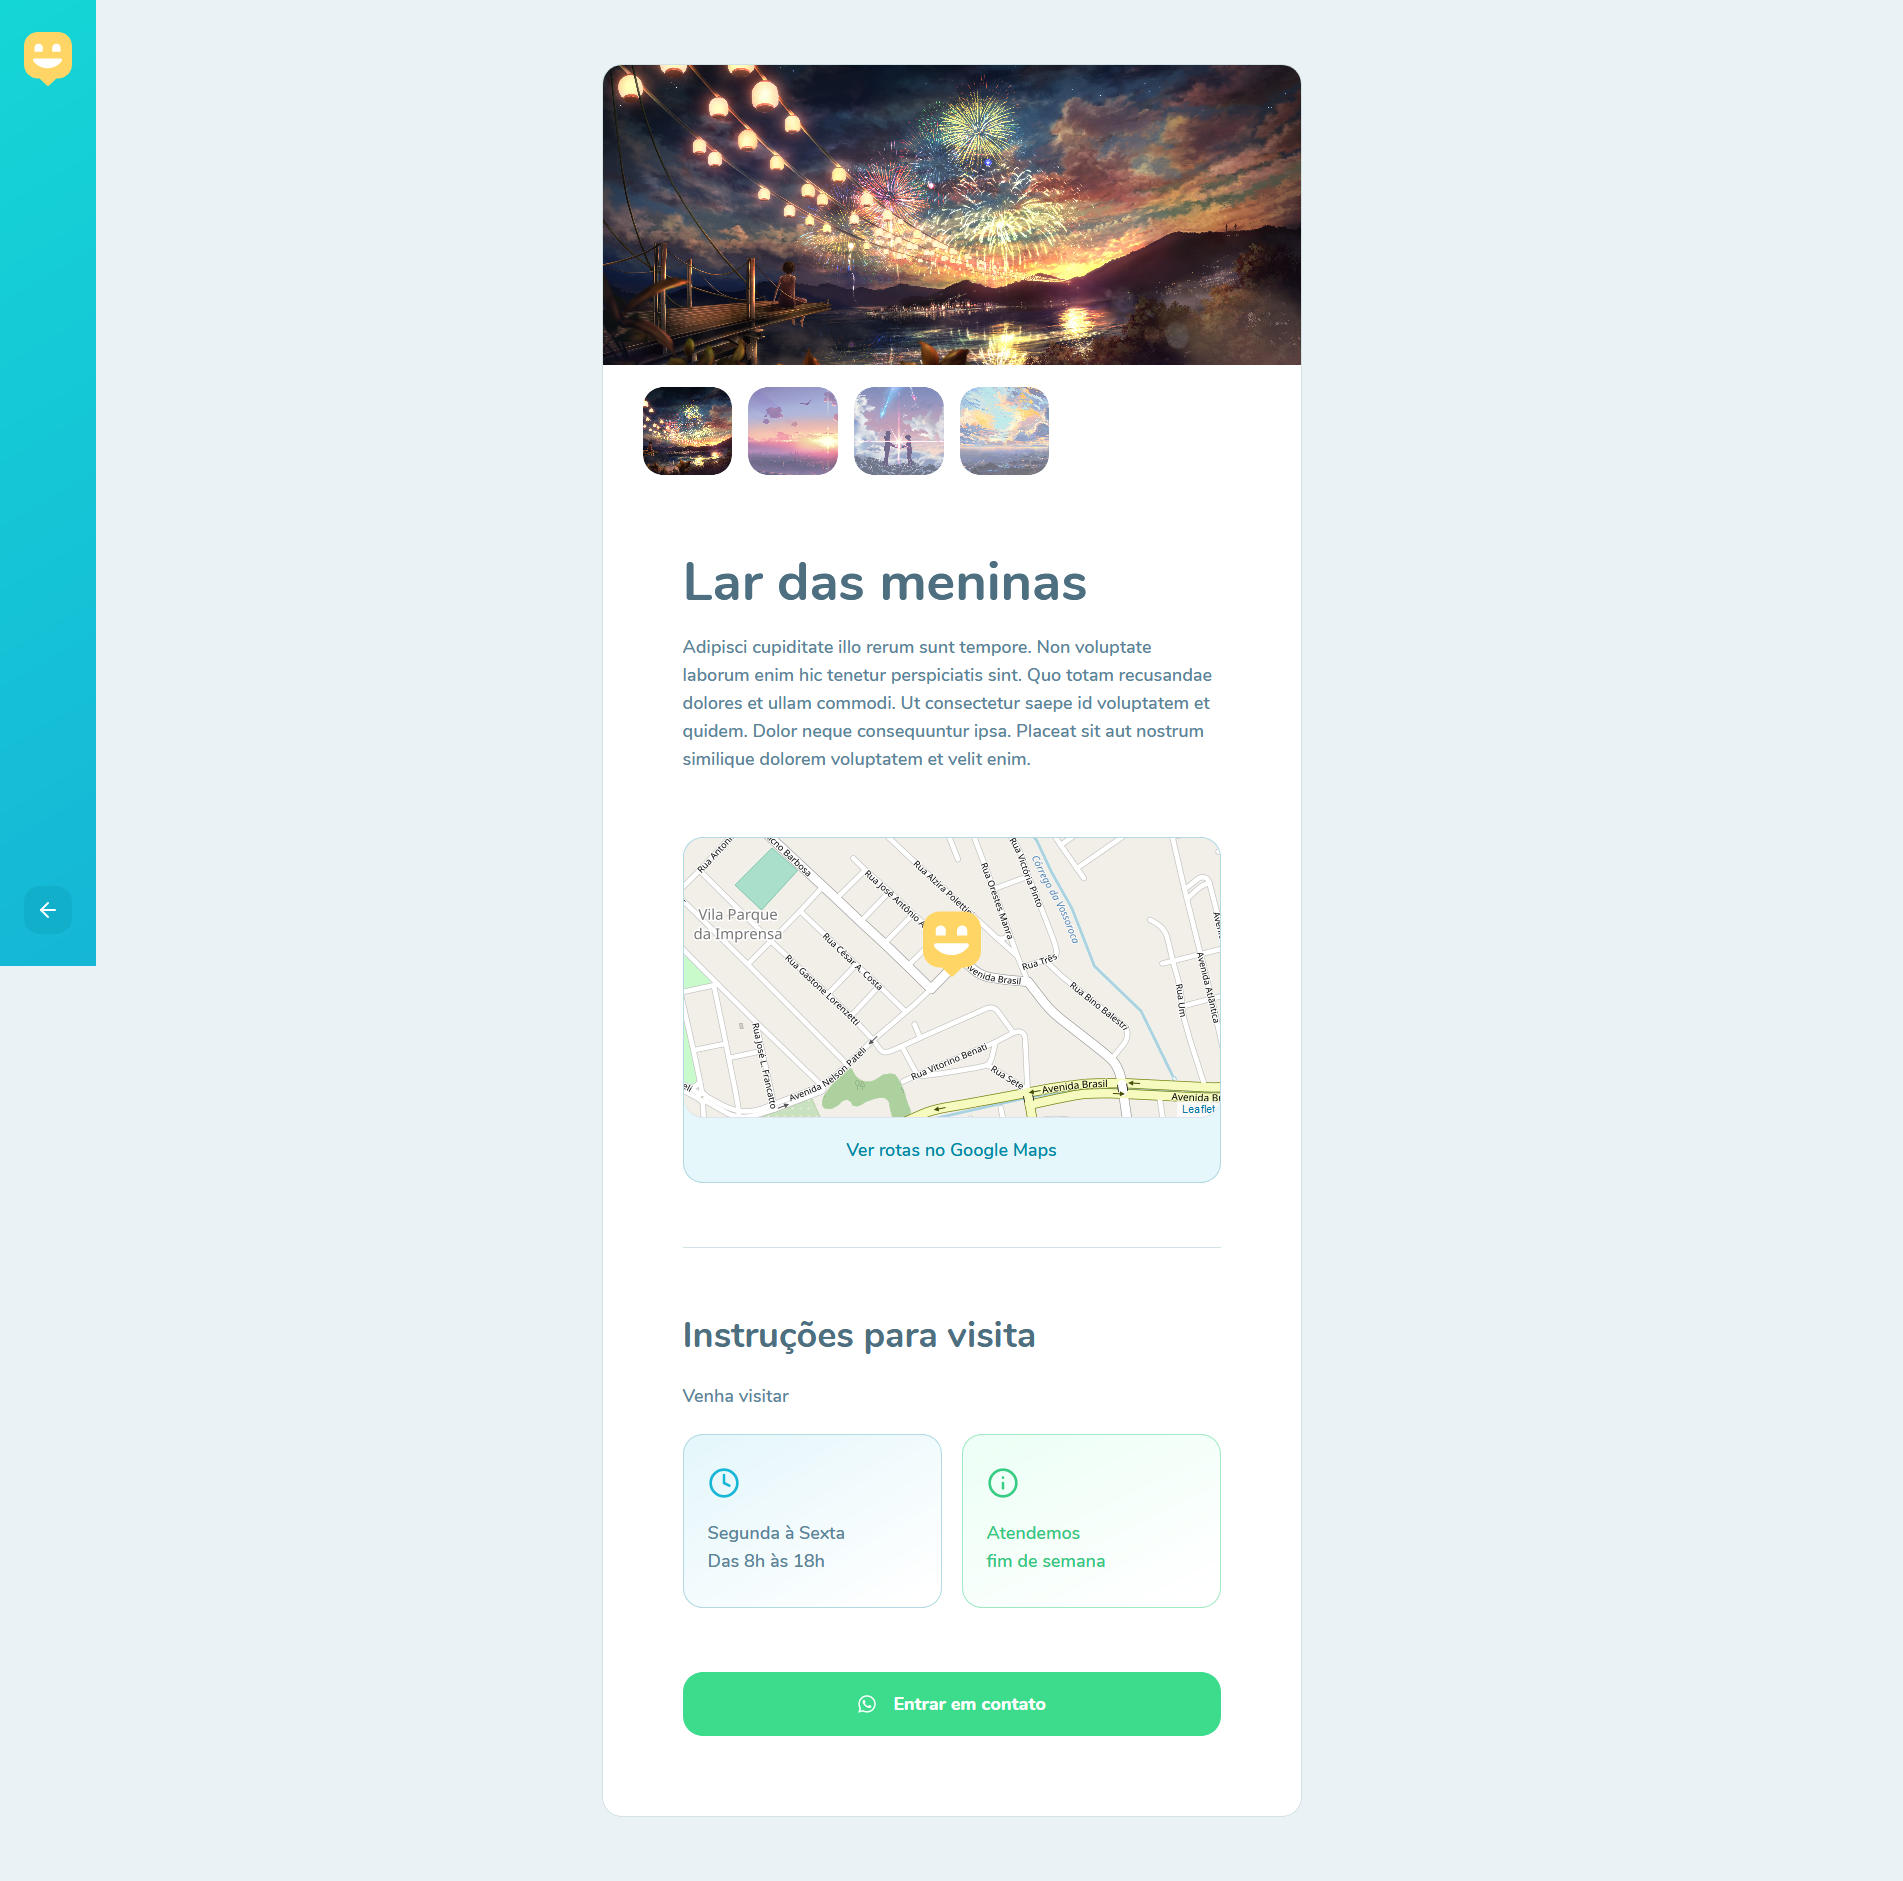 Lar das meninas
Adipisci cupiditate illo rerum sunt tempore. Non voluptate
laborum enim hic tenetur perspiciatis sint. Quo totam recusandae
dolores et ullam commodi. Ut consectetur saepe id voluptatem et
quidem. Dolor neque consequuntur ipsa. Placeat sit aut nostrum
similique dolorem voluptatem et velit enim.
Rua Antoni
Barbosa
Rua Victória Pinto
Córrego da Vossoroca
Rua Alzira Polettin
Rua Orestes Manra
Rua José Antônio A
Vila Parque
da Imprensa
Rua César A. Costa
Rua Gastone Lorenzetti
Avenida Brasil
Rua Três
Rua Bino Balestri
Rua Um
Avenida Atlântica
Rua José L. Francatto
Avenida Nelson Pateli
Rua Vitorino Benati
Rua Sete
Avenida Brasil
Avenida Br
Leaflet
Ver rotas no Google Maps
Instruções para visita
Venha visitar
Segunda à Sexta
Das 8h às 18h
Atendemos
fim de semana
Entrar em contato